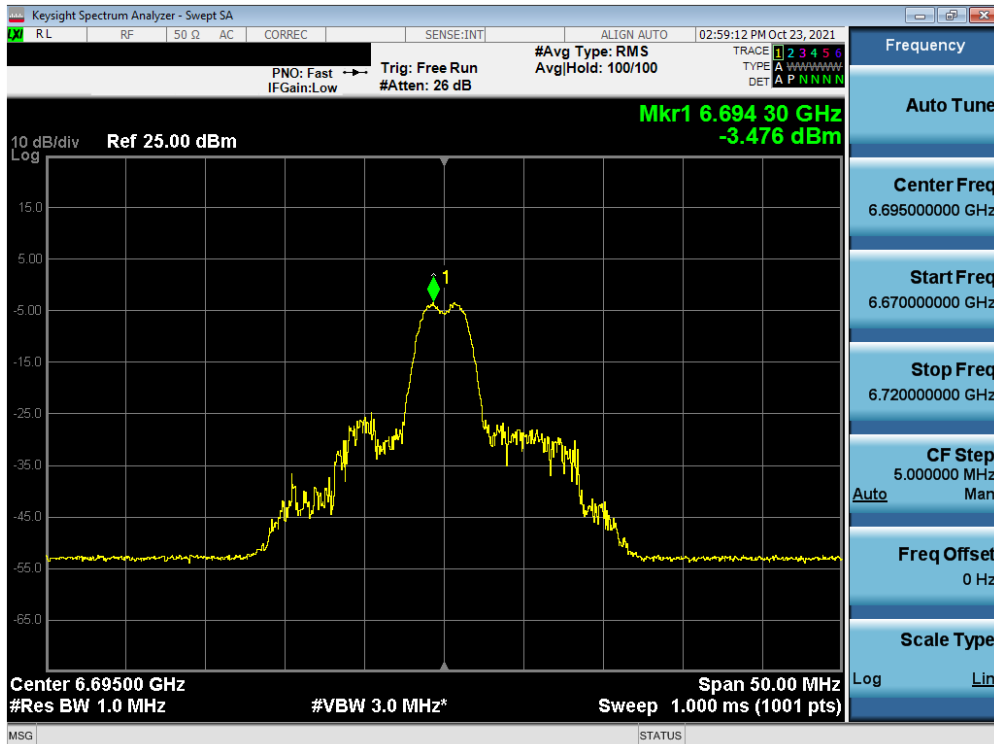 Keysight Spectrum Analyzer - Swept SA
LXI RL RF 50 Ω AC CORREC SENSE:INT ALIGN AUTO 02:59:12 PM Oct 23, 2021
PNO: Fast
IFGain:Low
Trig: Free Run
#Atten: 26 dB
#Avg Type: RMS
Avg|Hold: 100/100
TRACE 1 2 3 4 5 6
TYPE A WWWWW
DET A P N N N N
Mkr1 6.694 30 GHz
-3.476 dBm
10 dB/div Ref 25.00 dBm
Log
15.0
5.00
1
-5.00
-15.0
-25.0
-35.0
-45.0
-55.0
-65.0
Center 6.69500 GHz Span 50.00 MHz
#Res BW 1.0 MHz #VBW 3.0 MHz* Sweep 1.000 ms (1001 pts)
MSG STATUS
Frequency
Auto Tune
Center Freq
6.695000000 GHz
Start Freq
6.670000000 GHz
Stop Freq
6.720000000 GHz
CF Step
5.000000 MHz
Auto Man
Freq Offset
0 Hz
Scale Type
Log Lin